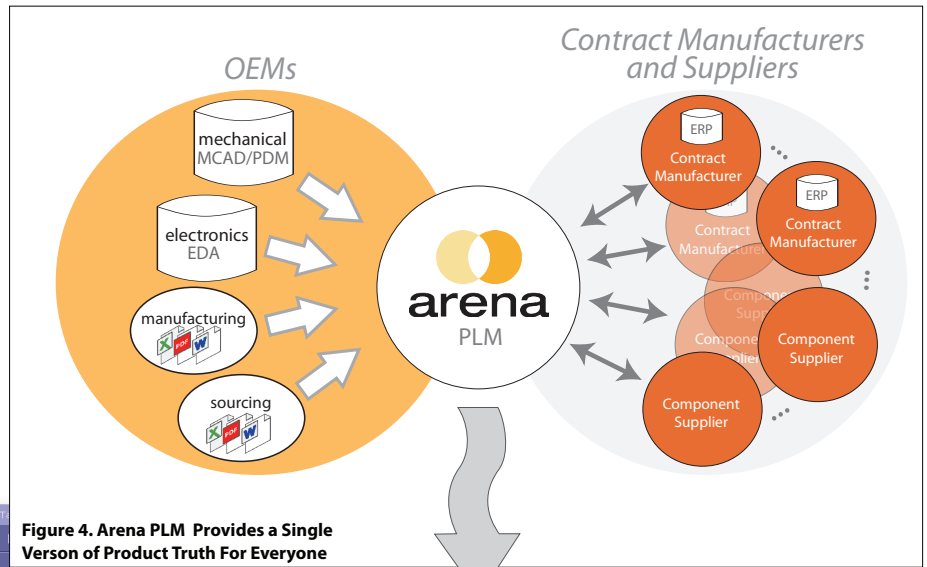 OEMs
Contract Manufacturers
and Suppliers
mechanical
MCAD/PDM
electronics
EDA
manufacturing
X PDF W
sourcing
X PDF W
arena
PLM
ERP
Contract
Manufacturer
ERP
Contract
Manufacturer
Contract
Manufacturer
Component
Supplier
Component
Supplier
Component
Supplier
Figure 4. Arena PLM Provides a Single
Verson of Product Truth For Everyone